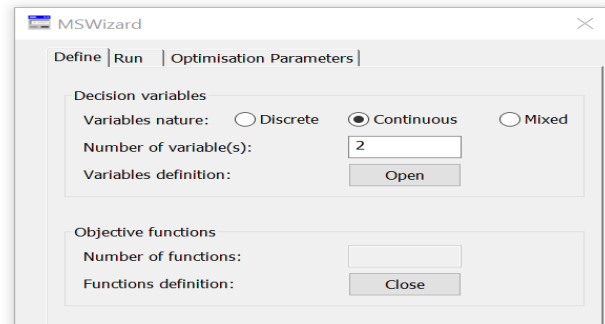 MSWizard
Define Run Optimisation Parameters
Decision variables
Variables nature: Discrete Continuous Mixed
Number of variable(s): 2
Variables definition: Open
Objective functions
Number of functions:
Functions definition: Close